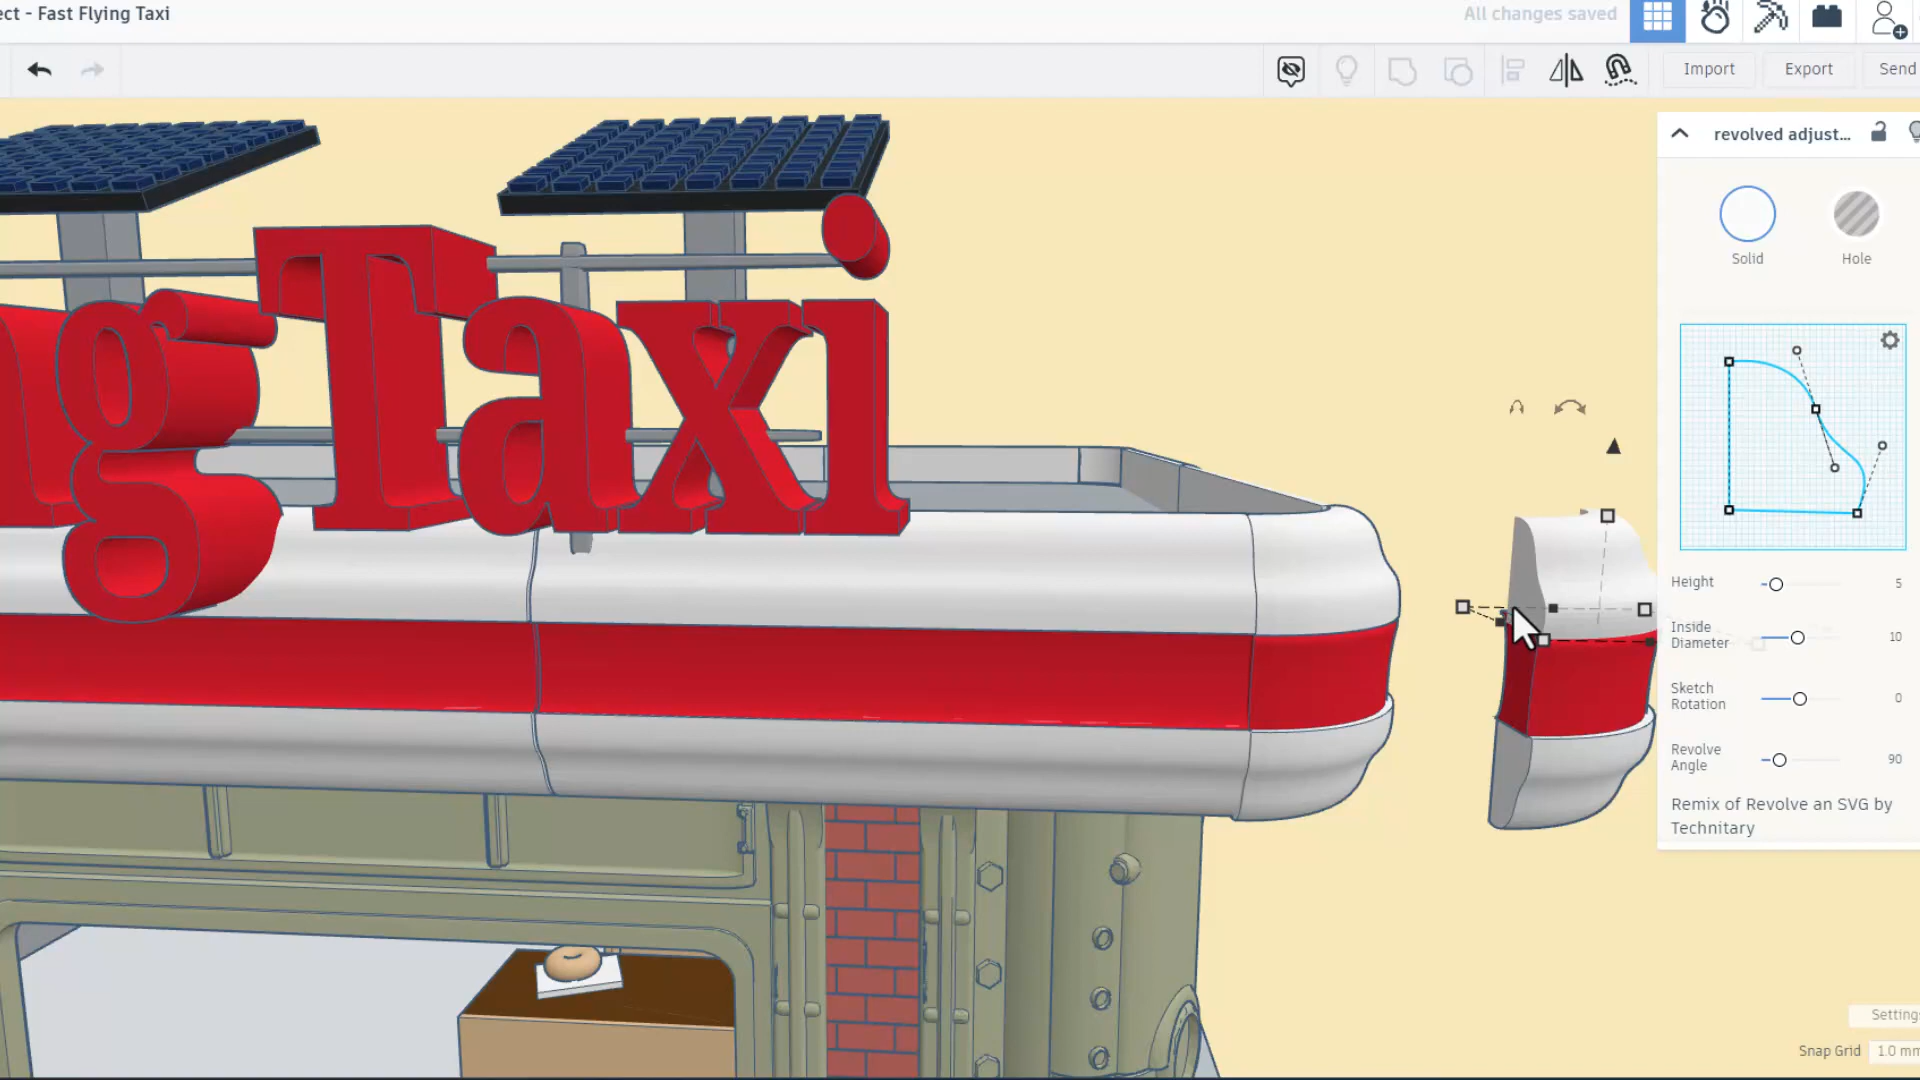 ect - Fast Flying Taxi
All changes saved
Import
Export
Send
revolved adjust...
Solid
Hole
g Taxi
Height
5
Inside
Diameter
10
Sketch
Rotation
0
Revolve
Angle
90
Remix of Revolve an SVG by
Technitary
Settings
Snap Grid
1.0 mm